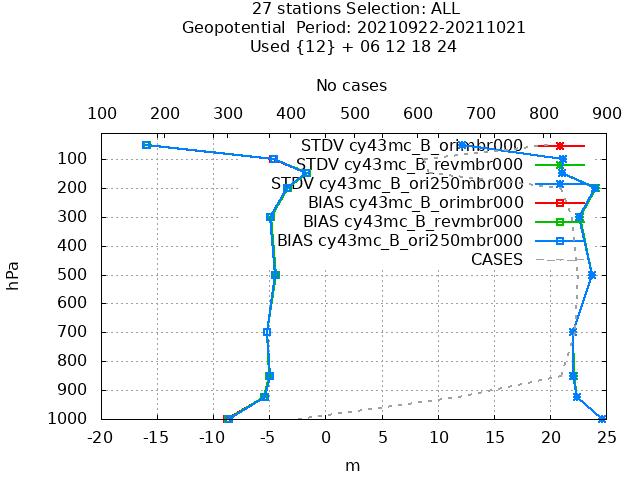 27 stations Selection: ALL
Geopotential  Period: 20210922-20211021
Used {12} + 06 12 18 24
No cases
100 200 300 400 500 600 700 800 900
STDV cy43mc_B_orimbr000
STDV cy43mc_B_revmbr000
STDV cy43mc_B_ori250mbr000
BIAS cy43mc_B_orimbr000
BIAS cy43mc_B_revmbr000
BIAS cy43mc_B_ori250mbr000
CASES
hPa
100
200
300
400
500
600
700
800
900
1000
-20 -15 -10 -5 0 5 10 15 20 25
m